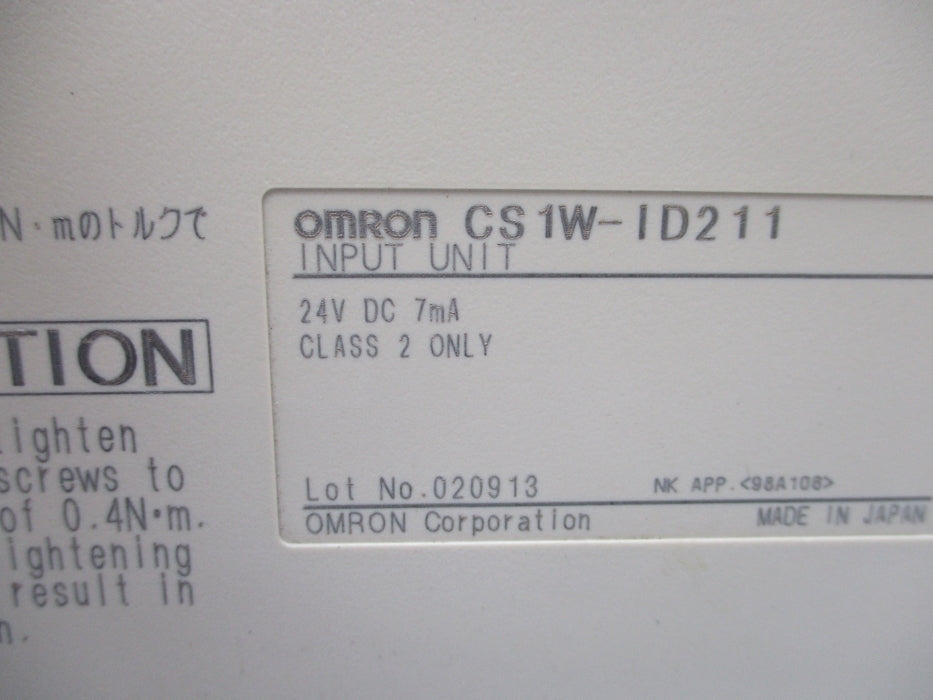 N·mのトルクで
TION
tighten
screws to
of 0.4N·m.
ightening
result in
n.
OMRON CS1W-ID211
INPUT UNIT
24V DC 7mA
CLASS 2 ONLY
Lot No.020913 NK APP.<98A108>
OMRON Corporation MADE IN JAPAN